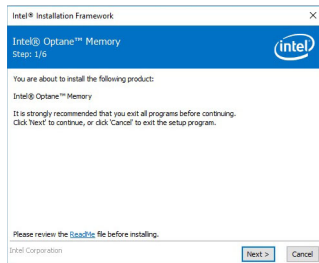 Intel® Installation Framework
Intel® Optane™ Memory
Step: 1/6
intel
You are about to install the following product:
Intel® Optane™ Memory
It is strongly recommended that you exit all programs before continuing.
Click 'Next' to continue, or click 'Cancel' to exit the setup program.
Please review the ReadMe file before installing.
Intel Corporation
Next >
Cancel